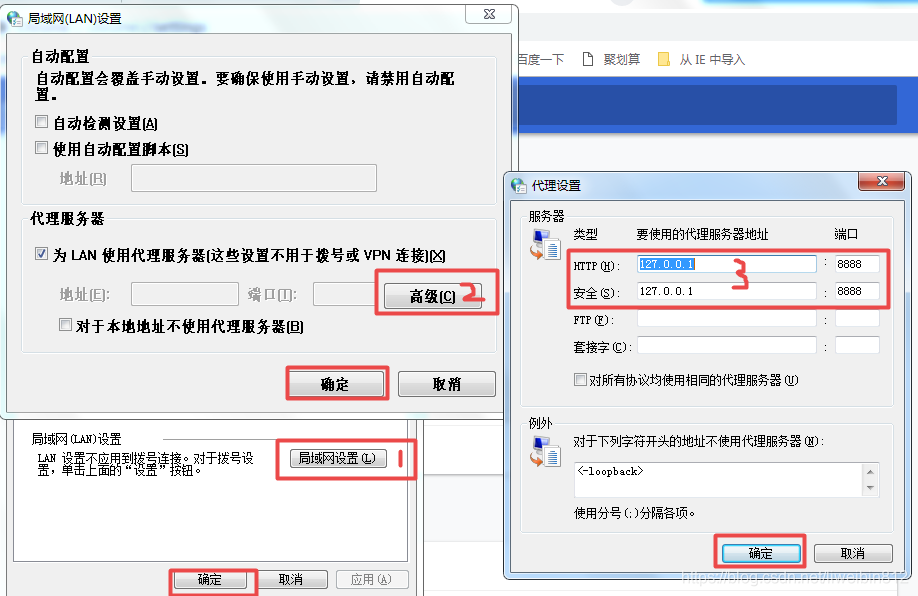 局域网(LAN)设置
自动配置
自动配置会覆盖手动设置。要确保使用手动设置，请禁用自动配
置。
自动检测设置(A)
使用自动配置脚本(S)
地址(R)
代理服务器
为 LAN 使用代理服务器(这些设置不用于拨号或 VPN 连接)(X)
地址(E):
端口(T):
高级(C)
2
对于本地地址不使用代理服务器(B)
确定
取消
局域网(LAN)设置
LAN 设置不应用到拨号连接。对于拨号设
置，单击上面的“设置”按钮。
局域网设置(L)
1
确定
取消
应用(A)
百度一下
聚划算
从 IE 中导入
代理设置
服务器
类型
要使用的代理服务器地址
端口
HTTP(H):
127.0.0.1
:
8888
3
安全(S):
127.0.0.1
:
8888
FTP(F):
:
套接字(C):
:
对所有协议均使用相同的代理服务器(U)
例外
对于下列字符开头的地址不使用代理服务器(N):
<-loopback>
使用分号(;)分隔各项。
确定
取消
https://blog.csdn.net/liweibin812